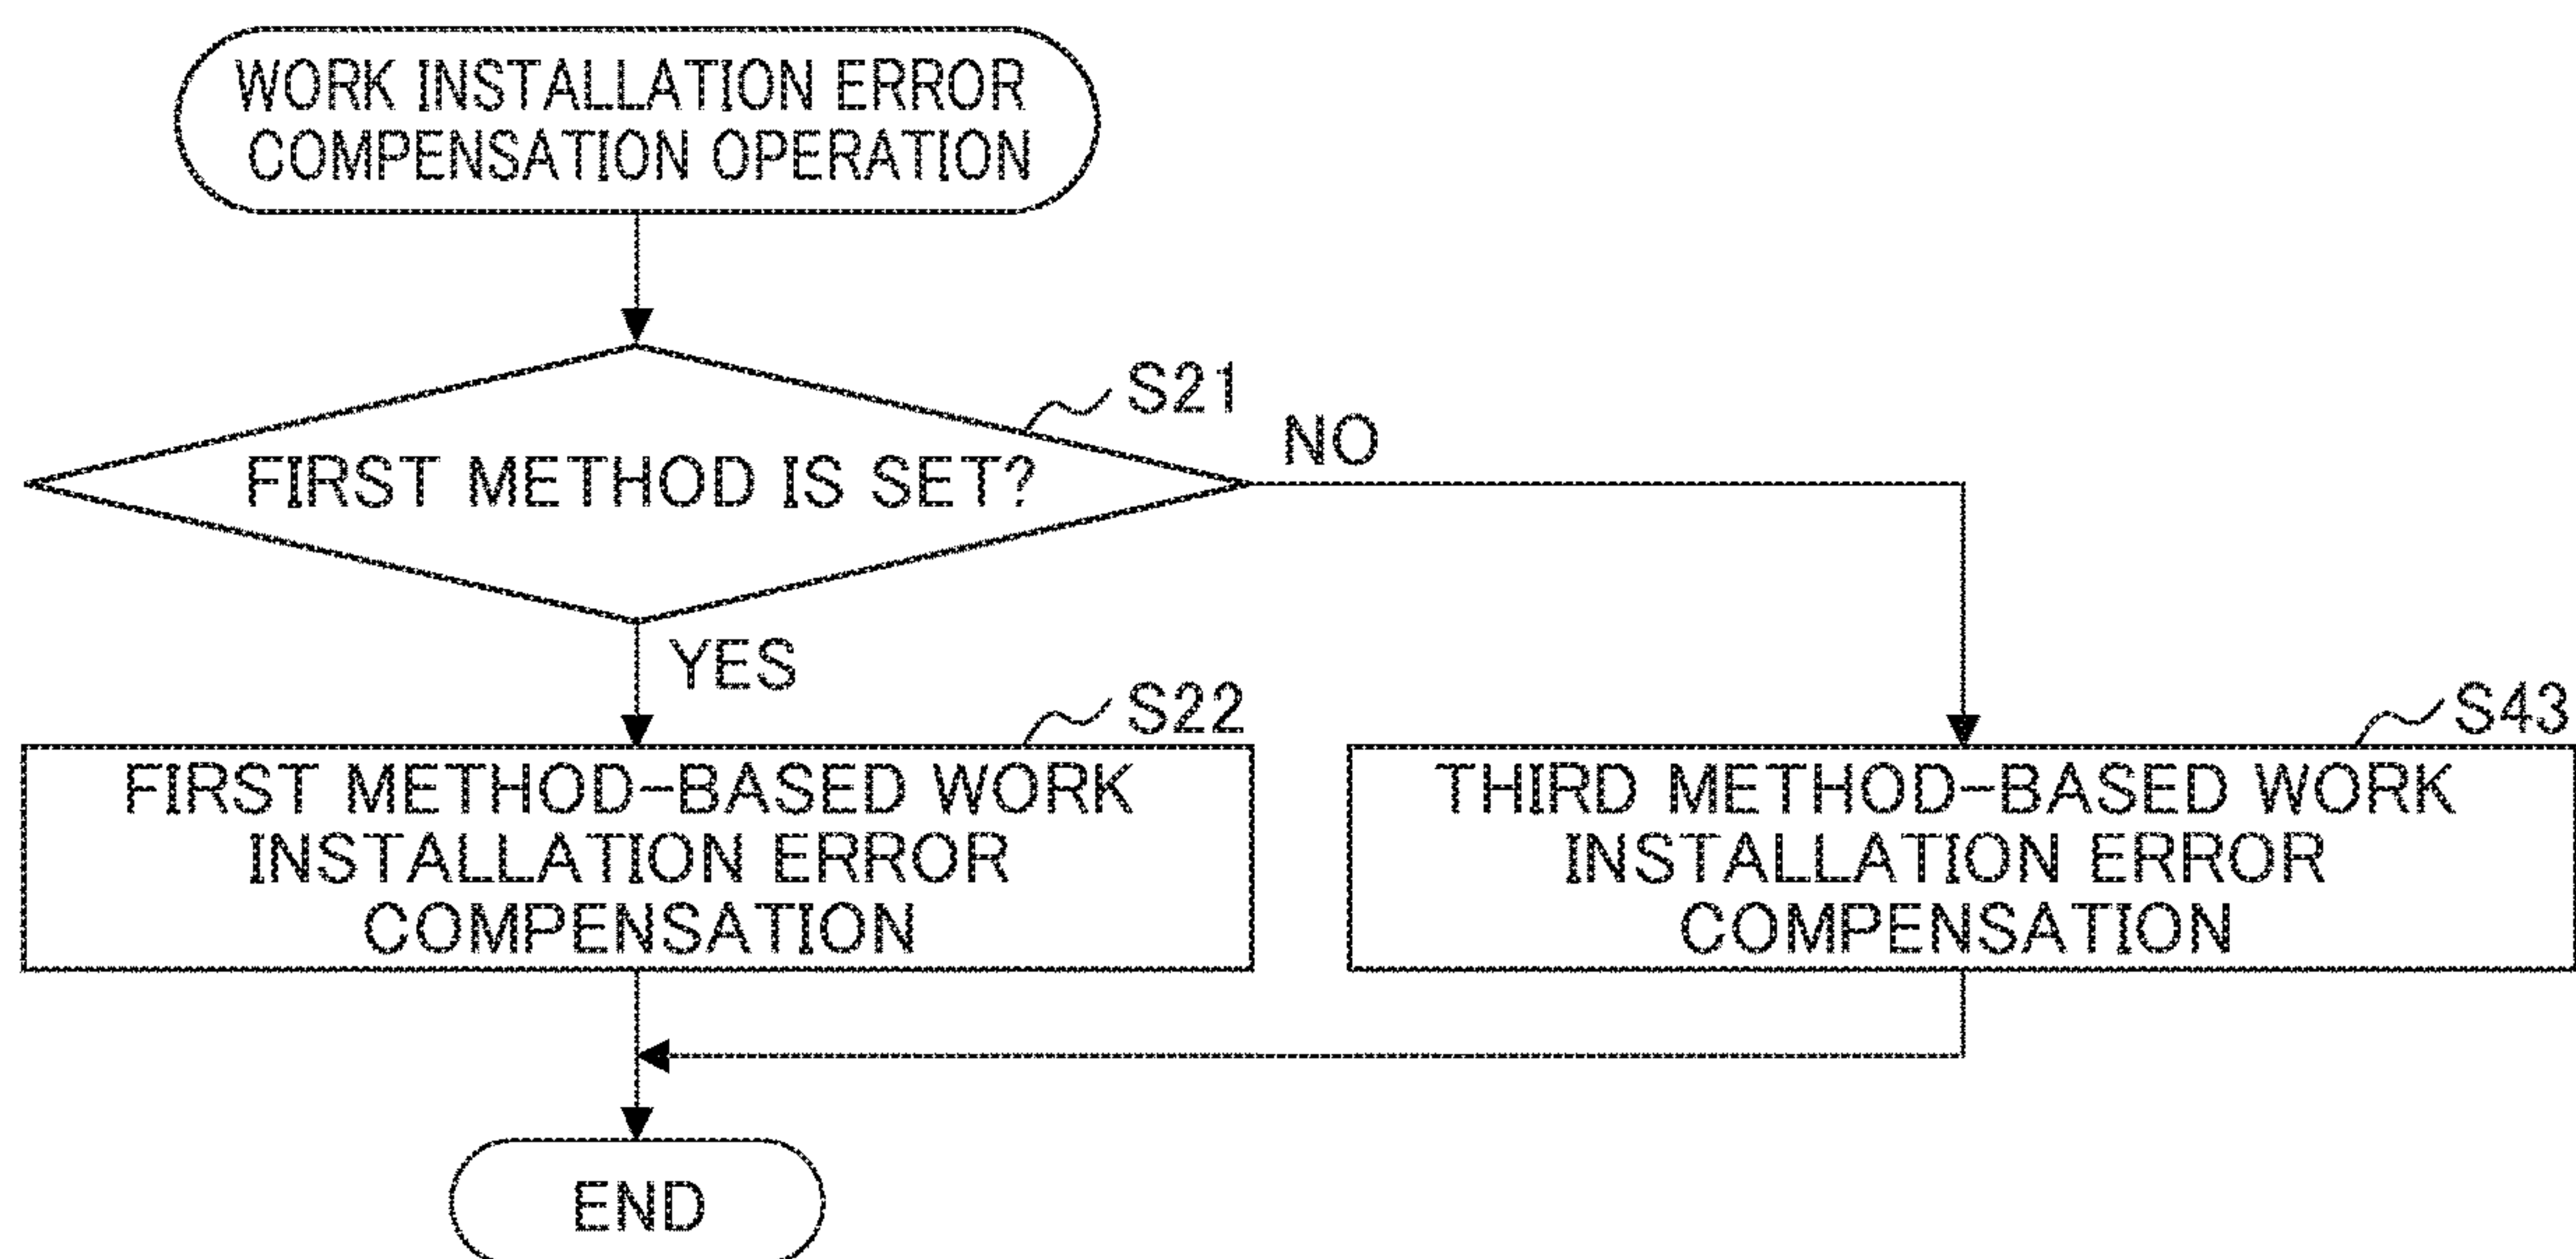 WORK INSTALLATION ERROR
COMPENSATION OPERATION
S21
FIRST METHOD IS SET?
NO
YES
S22
FIRST METHOD-BASED WORK
INSTALLATION ERROR
COMPENSATION
S43
THIRD METHOD-BASED WORK
INSTALLATION ERROR
COMPENSATION
END